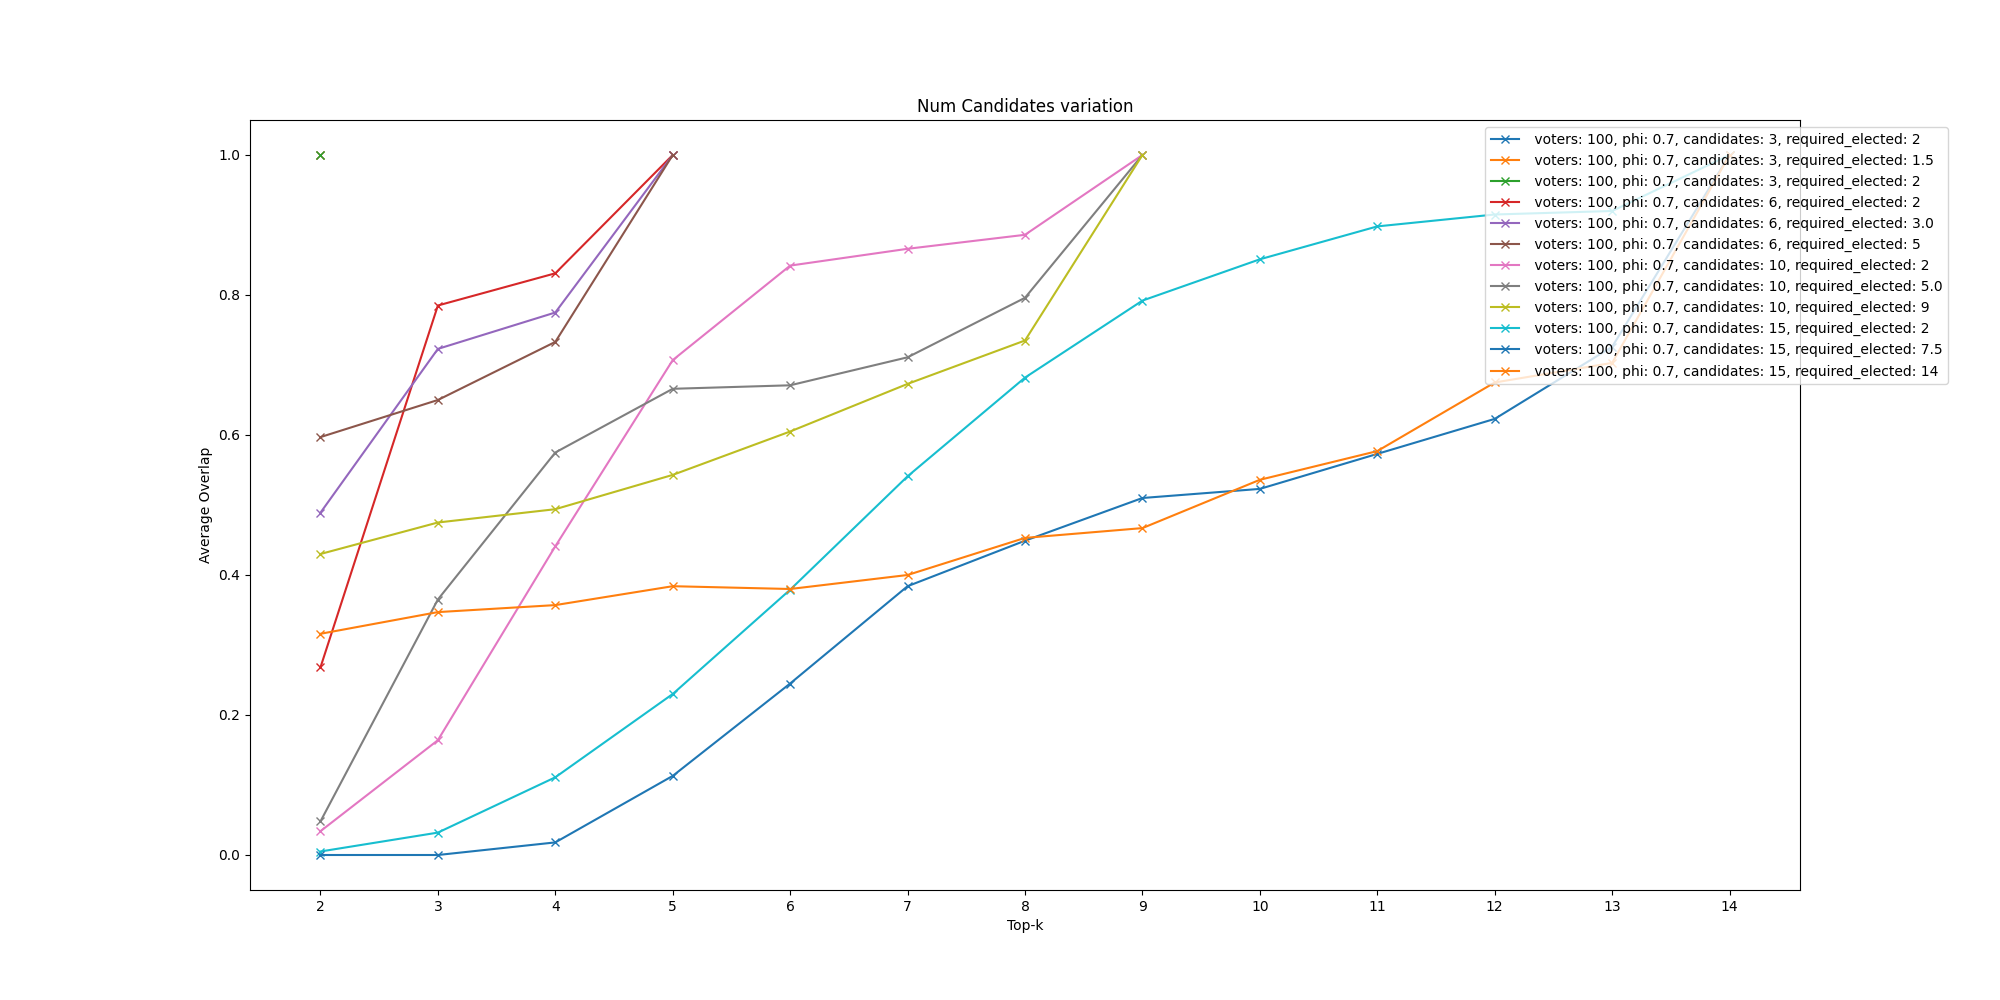 Num Candidates variation
voters: 100, phi: 0.7, candidates: 3, required_elected: 2
voters: 100, phi: 0.7, candidates: 3, required_elected: 1.5
voters: 100, phi: 0.7, candidates: 3, required_elected: 2
voters: 100, phi: 0.7, candidates: 6, required_elected: 2
voters: 100, phi: 0.7, candidates: 6, required_elected: 3.0
voters: 100, phi: 0.7, candidates: 6, required_elected: 5
voters: 100, phi: 0.7, candidates: 10, required_elected: 2
voters: 100, phi: 0.7, candidates: 10, required_elected: 5.0
voters: 100, phi: 0.7, candidates: 10, required_elected: 9
voters: 100, phi: 0.7, candidates: 15, required_elected: 2
voters: 100, phi: 0.7, candidates: 15, required_elected: 7.5
voters: 100, phi: 0.7, candidates: 15, required_elected: 14
Average Overlap
1.0
0.8
0.6
0.4
0.2
0.0
2 3 4 5 6 7 8 9 10 11 12 13 14
Top-k